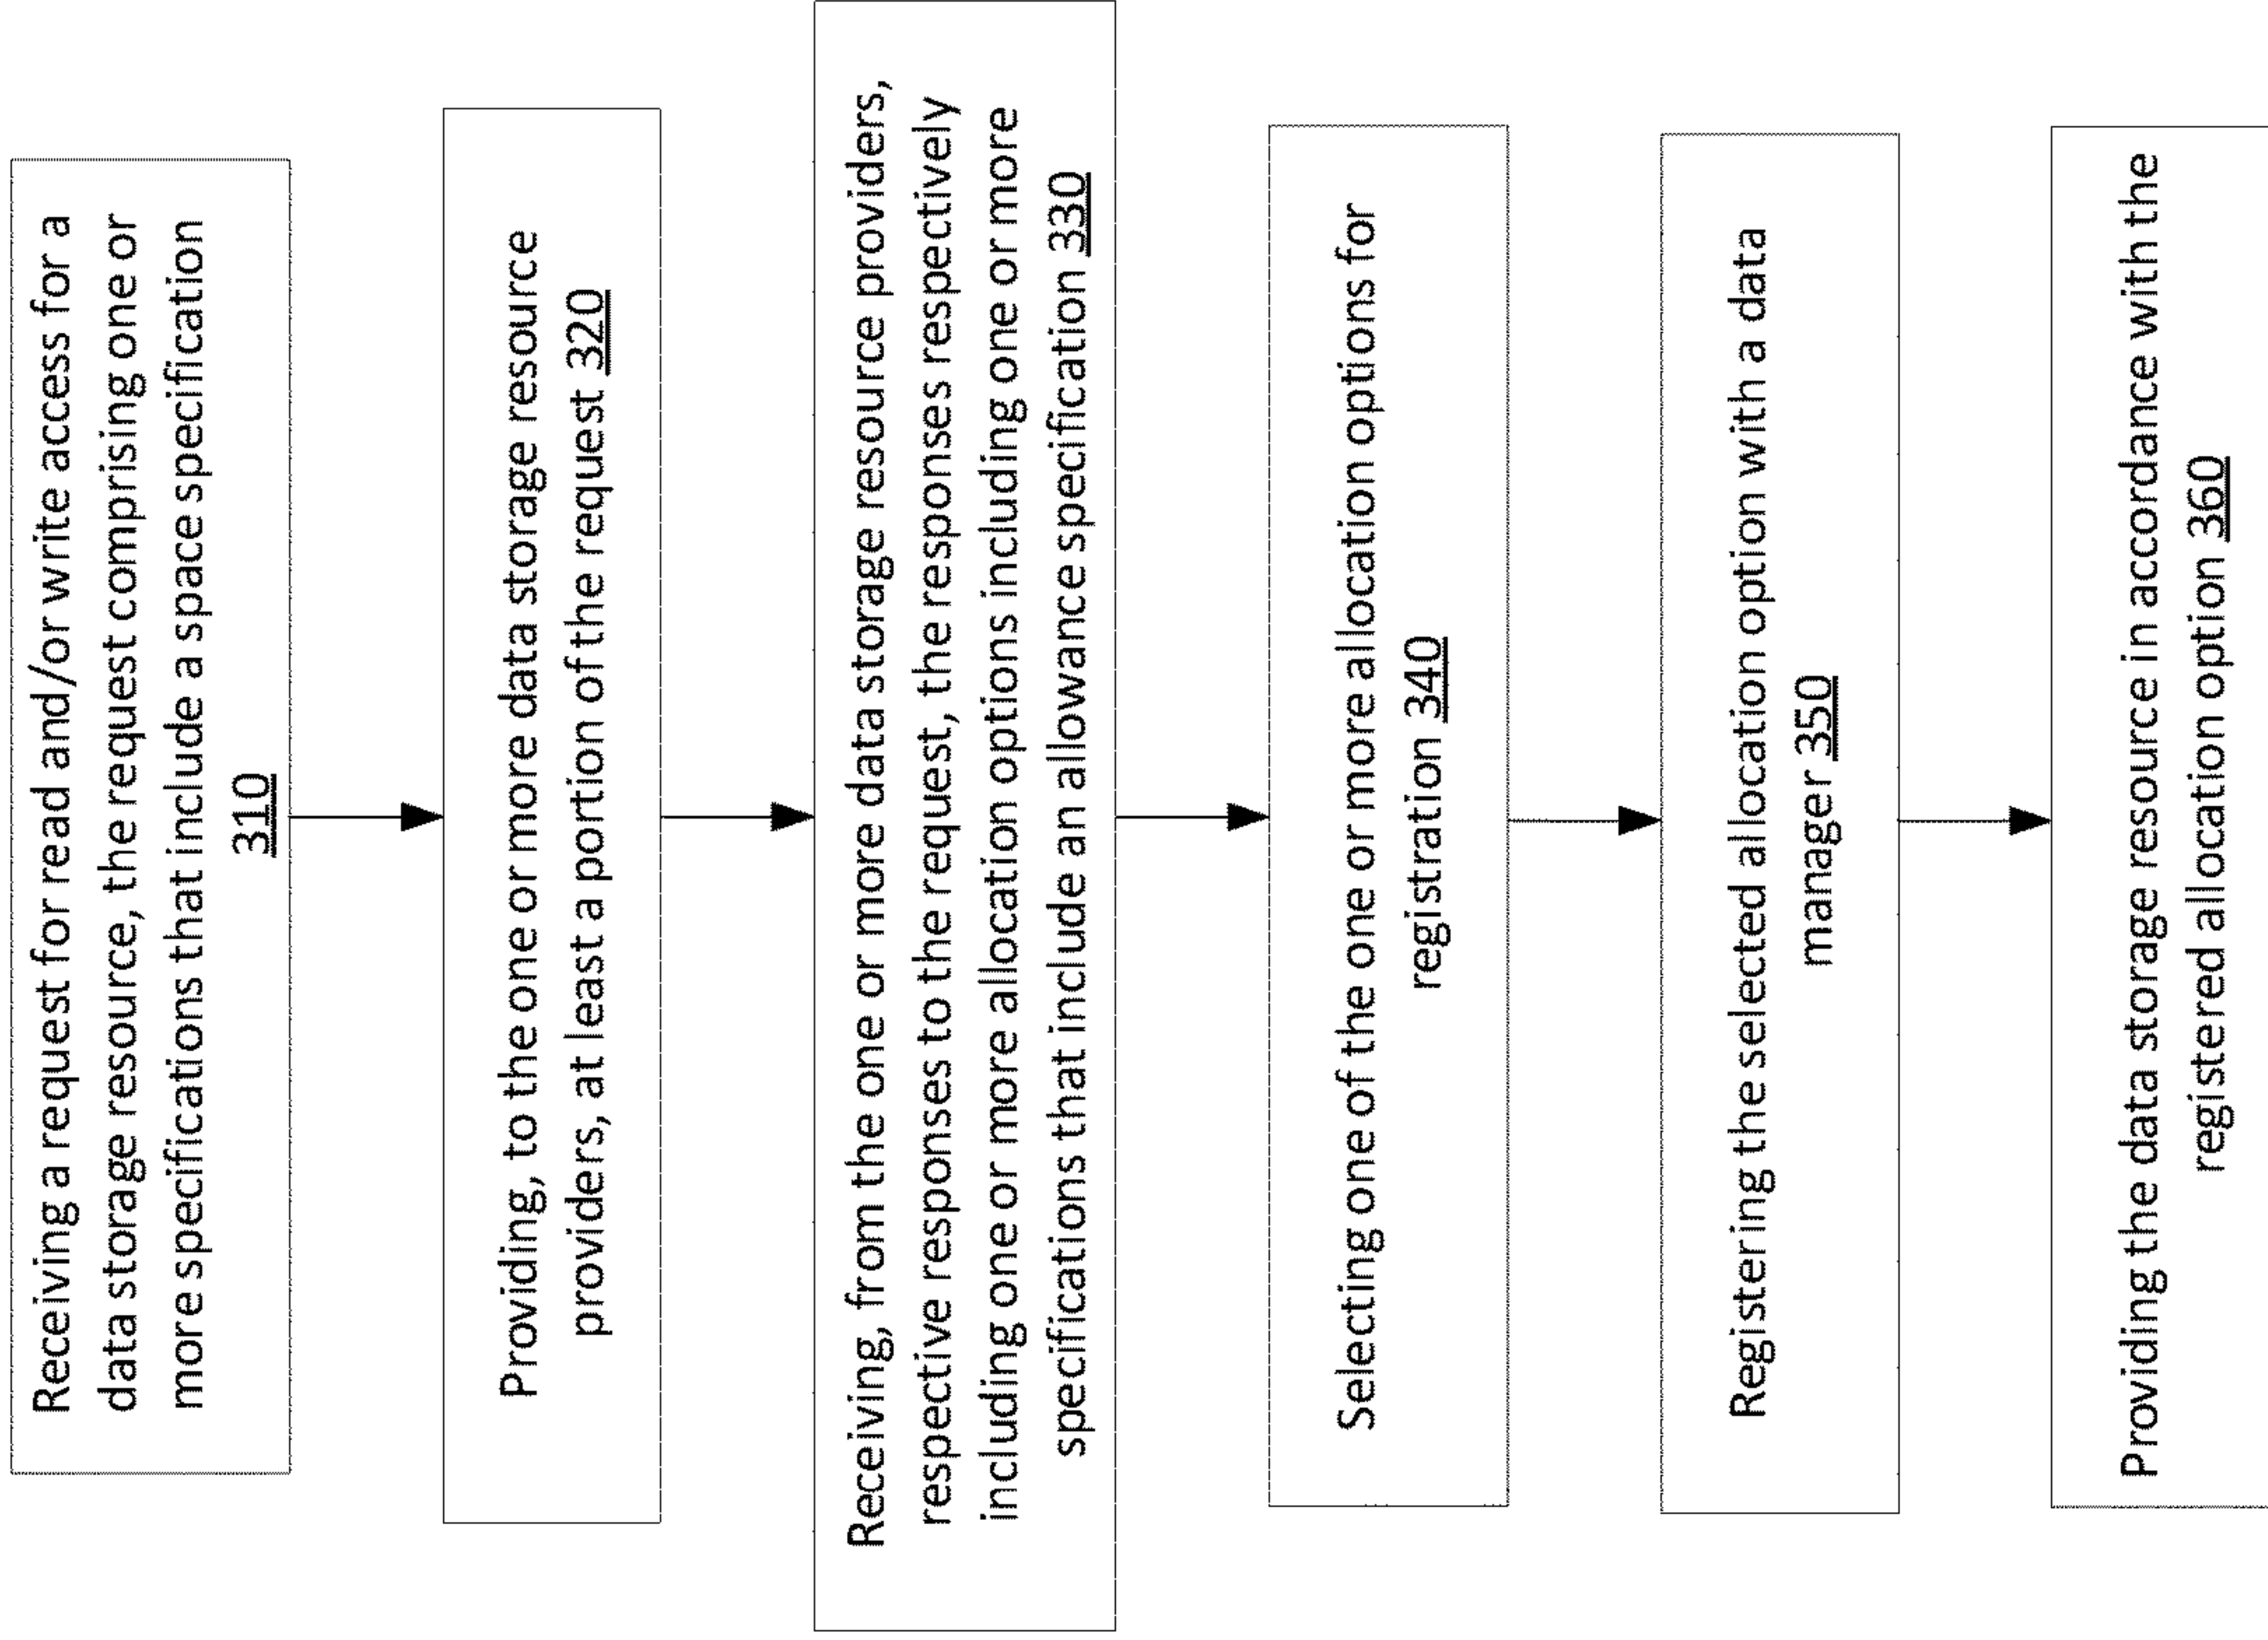 Receiving a request for read and/or write access for a
data storage resource, the request comprising one or
more specifications that include a space specification
310
Providing, to the one or more data storage resource
providers, at least a portion of the request 320
Receiving, from the one or more data storage resource providers,
respective responses to the request, the responses respectively
including one or more allocation options including one or more
specifications that include an allowance specification 330
Selecting one of the one or more allocation options for
registration 340
Registering the selected allocation option with a data
manager 350
Providing the data storage resource in accordance with the
registered allocation option 360